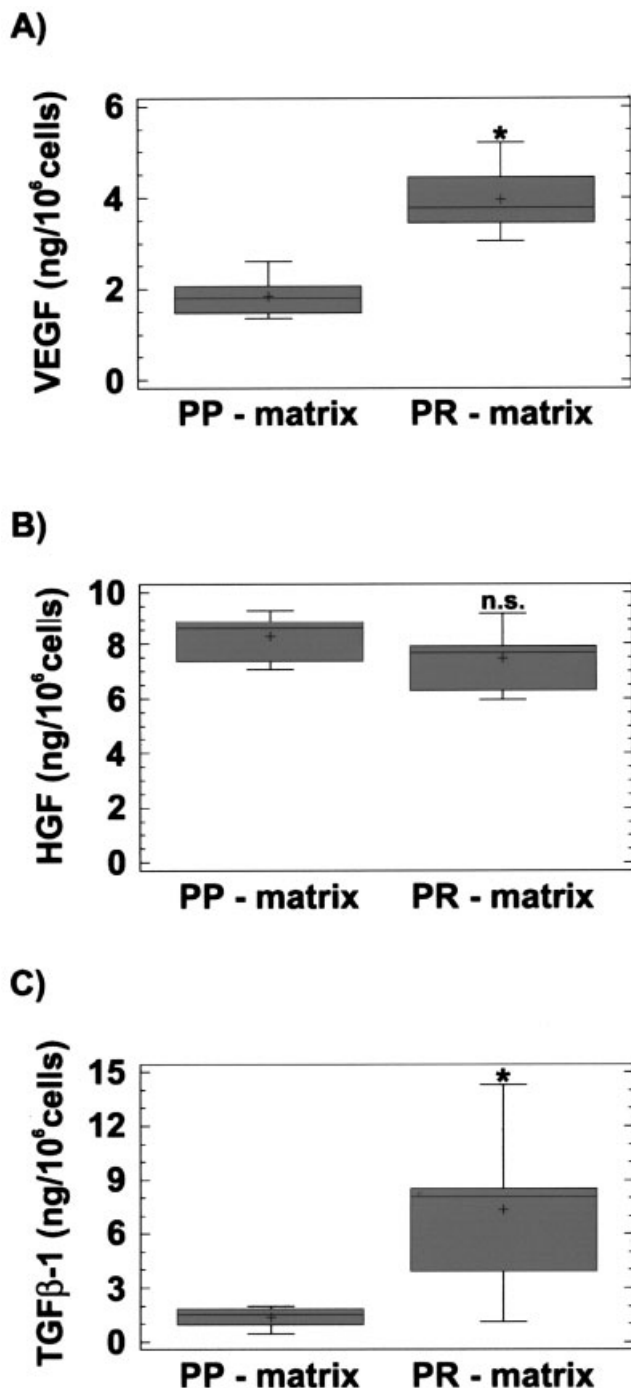 A)
VEGF (ng/10⁶cells)
6
4
2
0
*
PP - matrix PR - matrix
B)
HGF (ng/10⁶cells)
10
8
6
4
2
0
n.s.
PP - matrix PR - matrix
C)
TGFβ-1 (ng/10⁶cells)
15
12
9
6
3
0
*
PP - matrix PR - matrix